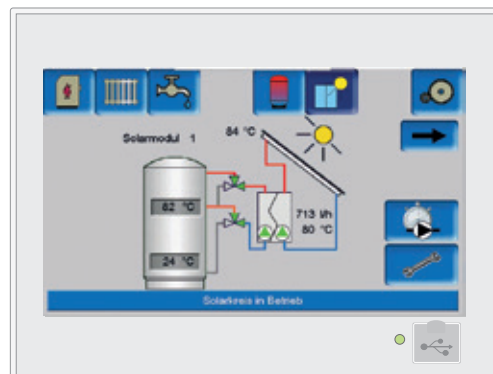 Solarmodul 1
84 °C
62 °C
713 l/h
80 °C
24 °C
Solarkreis in Betrieb